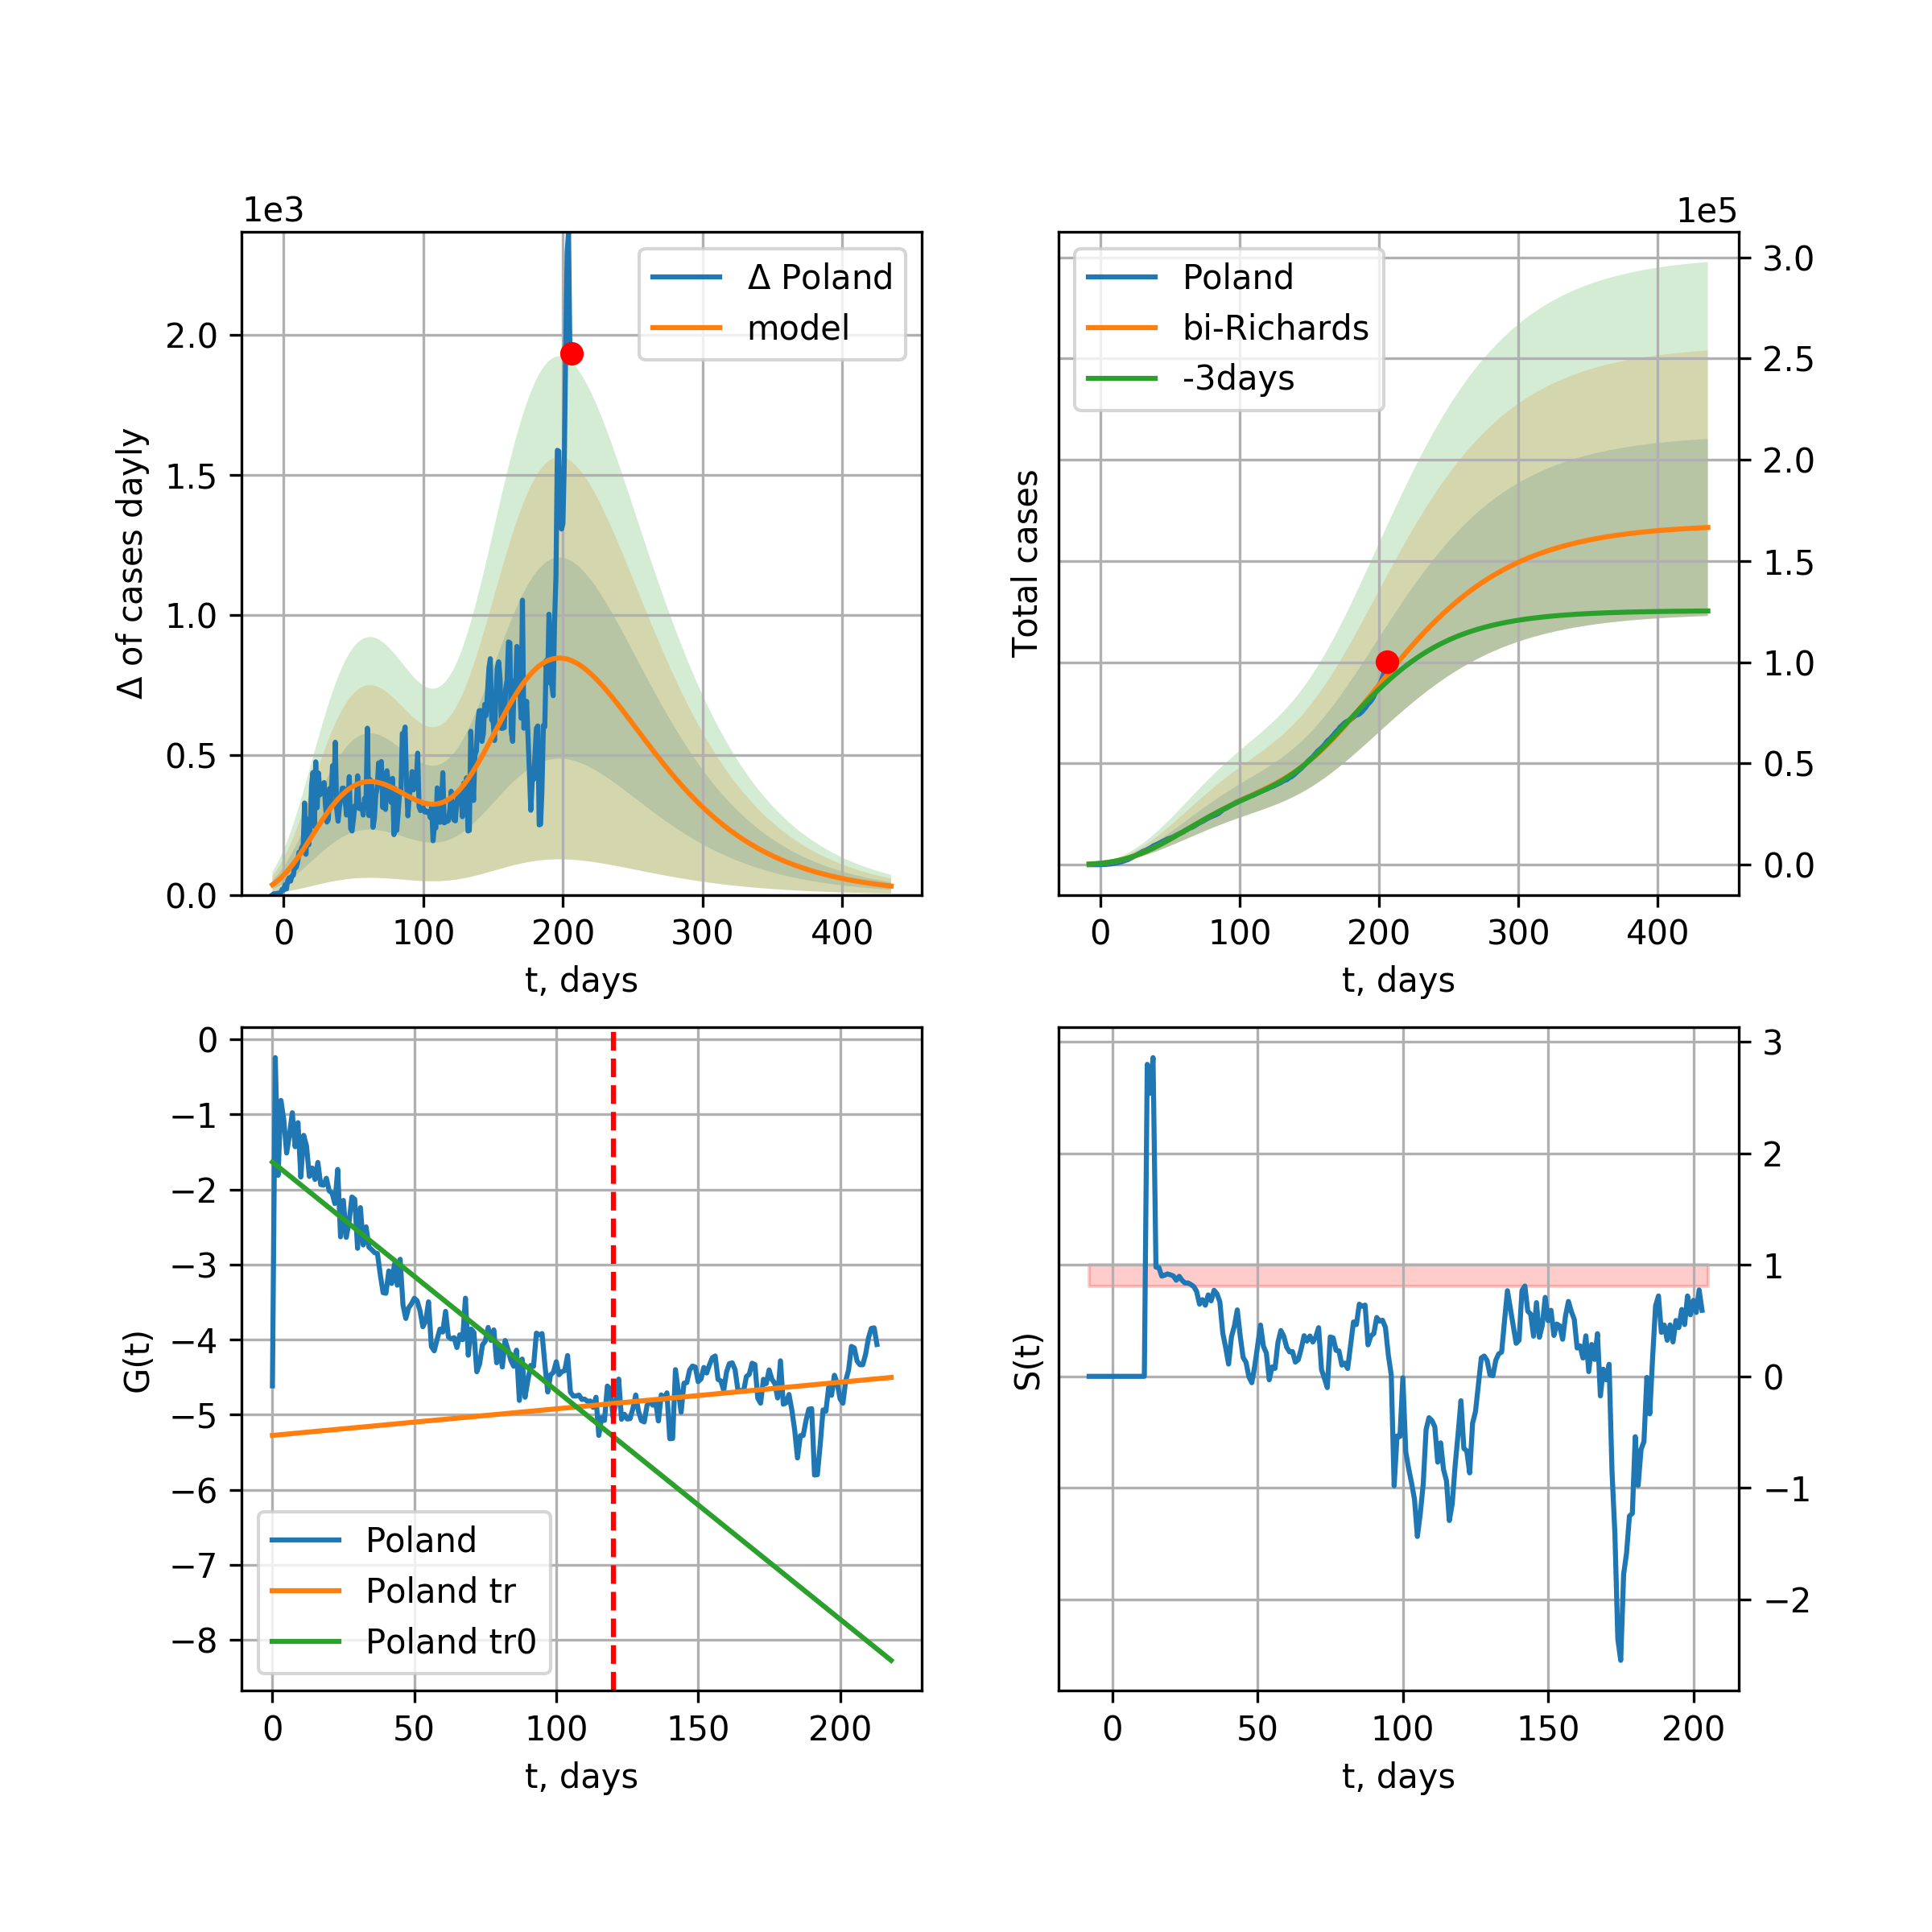 1e3
Δ Poland
model
2.0
1.5
1.0
0.5
0.0
Δ of cases dayly
0 100 200 300 400
t, days
1e5
Poland
bi-Richards
-3days
3.0
2.5
2.0
1.5
1.0
0.5
0.0
Total cases
0 100 200 300 400
t, days
0
−1
−2
−3
−4
−5
−6
−7
−8
G(t)
Poland
Poland tr
Poland tr0
0 50 100 150 200
t, days
3
2
1
0
−1
−2
S(t)
0 50 100 150 200
t, days